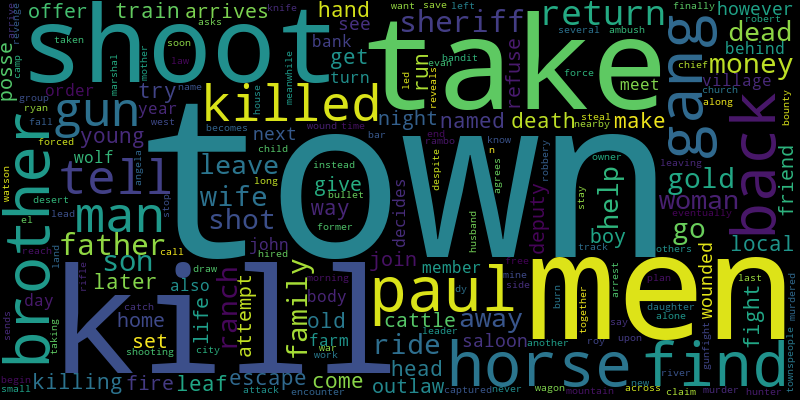 offer train arrives hand sheriff return however
shoot take gang dead
posse bank see get turn run refuse meet behind money
order try gun killed night named death make village
brother young year next
tell wolf leave wife shot give way help woman gold friend
man father son john town deputy boy go local
later also life ranch attempt family join decides member
day home set body old farm cattle away wounded fight
kill paul men
killing fire leaf escape come ride saloon head outlaw horse find
asks knife want save left several ambush finally robert arrive revenge
taken soon law marshal mother camp meanwhile led reveals evan bandit force chief church along
group ryan name house fall west becomes wound time bar end rambo know
forced child instead despite n agrees robbery owner nearby steal bounty
watson angela long bullet former husband stay leaving eventually
desert el lead land stop call hired draw track others
reach rifle morning free mine side arrest plan last
sends taking catch city war leader work dy burn together say daughter alone murdered
shooting another roy upon gunfight townspeople
begin small attack encounter captured never wagon mountain across river new claim murder hunter